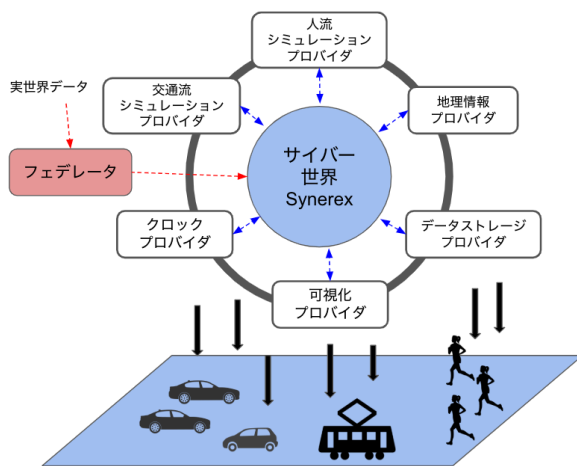 人流
シミュレーション
プロバイダ
交通流
シミュレーション
プロバイダ
地理情報
プロバイダ
実世界データ
フェデレータ
サイバー
世界
Synerex
クロック
プロバイダ
データストレージ
プロバイダ
可視化
プロバイダ